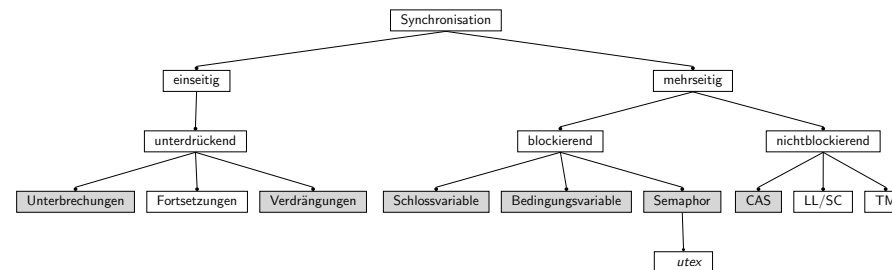 Synchronisation
einseitig mehrseitig
unterdrückend blockierend nichtblockierend
Unterbrechungen Fortsetzungen Verdrängungen Schlossvariable Bedingungsvariable Semaphor CAS LL/SC TM
utex